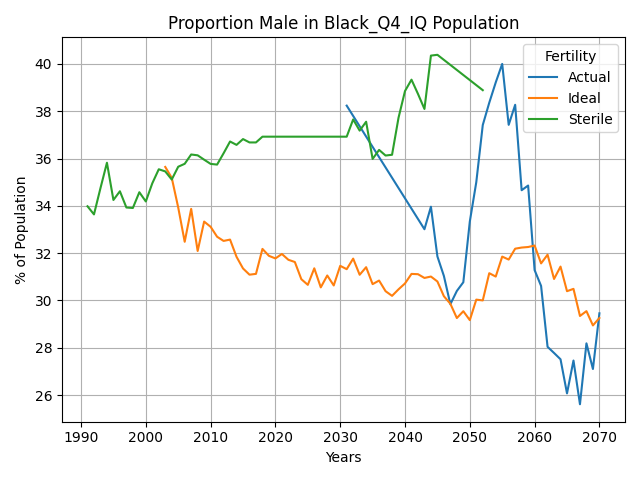 Proportion Male in Black_Q4_IQ Population
% of Population
40
38
36
34
32
30
28
26
Fertility
Actual
Ideal
Sterile
1990 2000 2010 2020 2030 2040 2050 2060 2070
Years